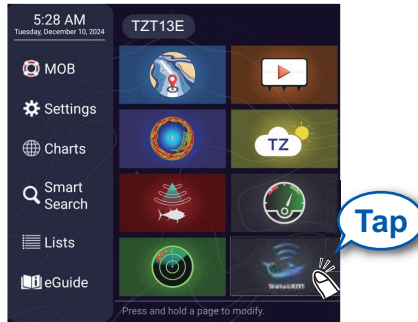 5:28 AM
Tuesday, December 10, 2024
TZT13E
MOB
Settings
Charts
TZ
Smart
Search
Lists
eGuide
Tap
Press and hold a page to modify.